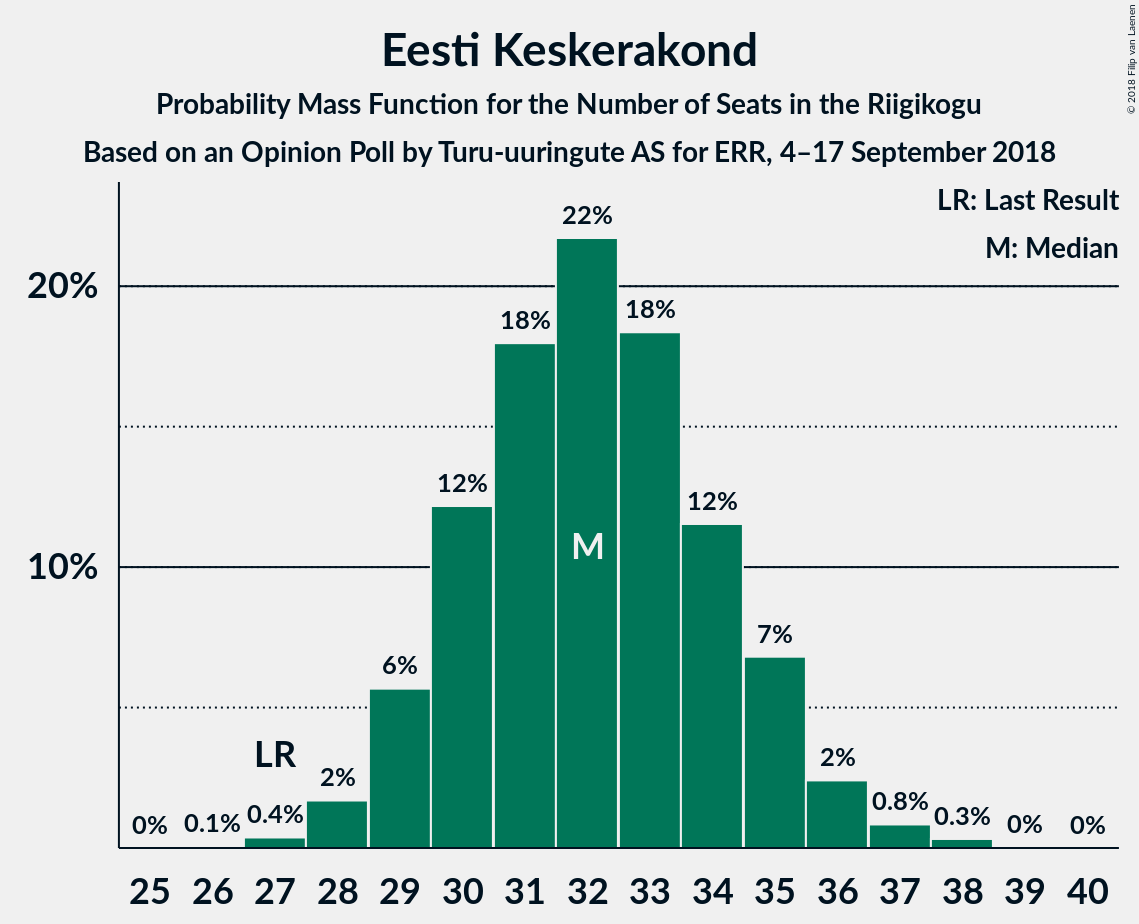 Eesti Keskerakond
Probability Mass Function for the Number of Seats in the Riigikogu
Based on an Opinion Poll by Turu-uuringute AS for ERR, 4–17 September 2018
© 2018 Filip van Laenen
LR: Last Result
M: Median
20%
10%
0%
0.1%
0.4%
2%
6%
12%
18%
22%
18%
12%
7%
2%
0.8%
0.3%
0%
0%
LR
M
25 26 27 28 29 30 31 32 33 34 35 36 37 38 39 40